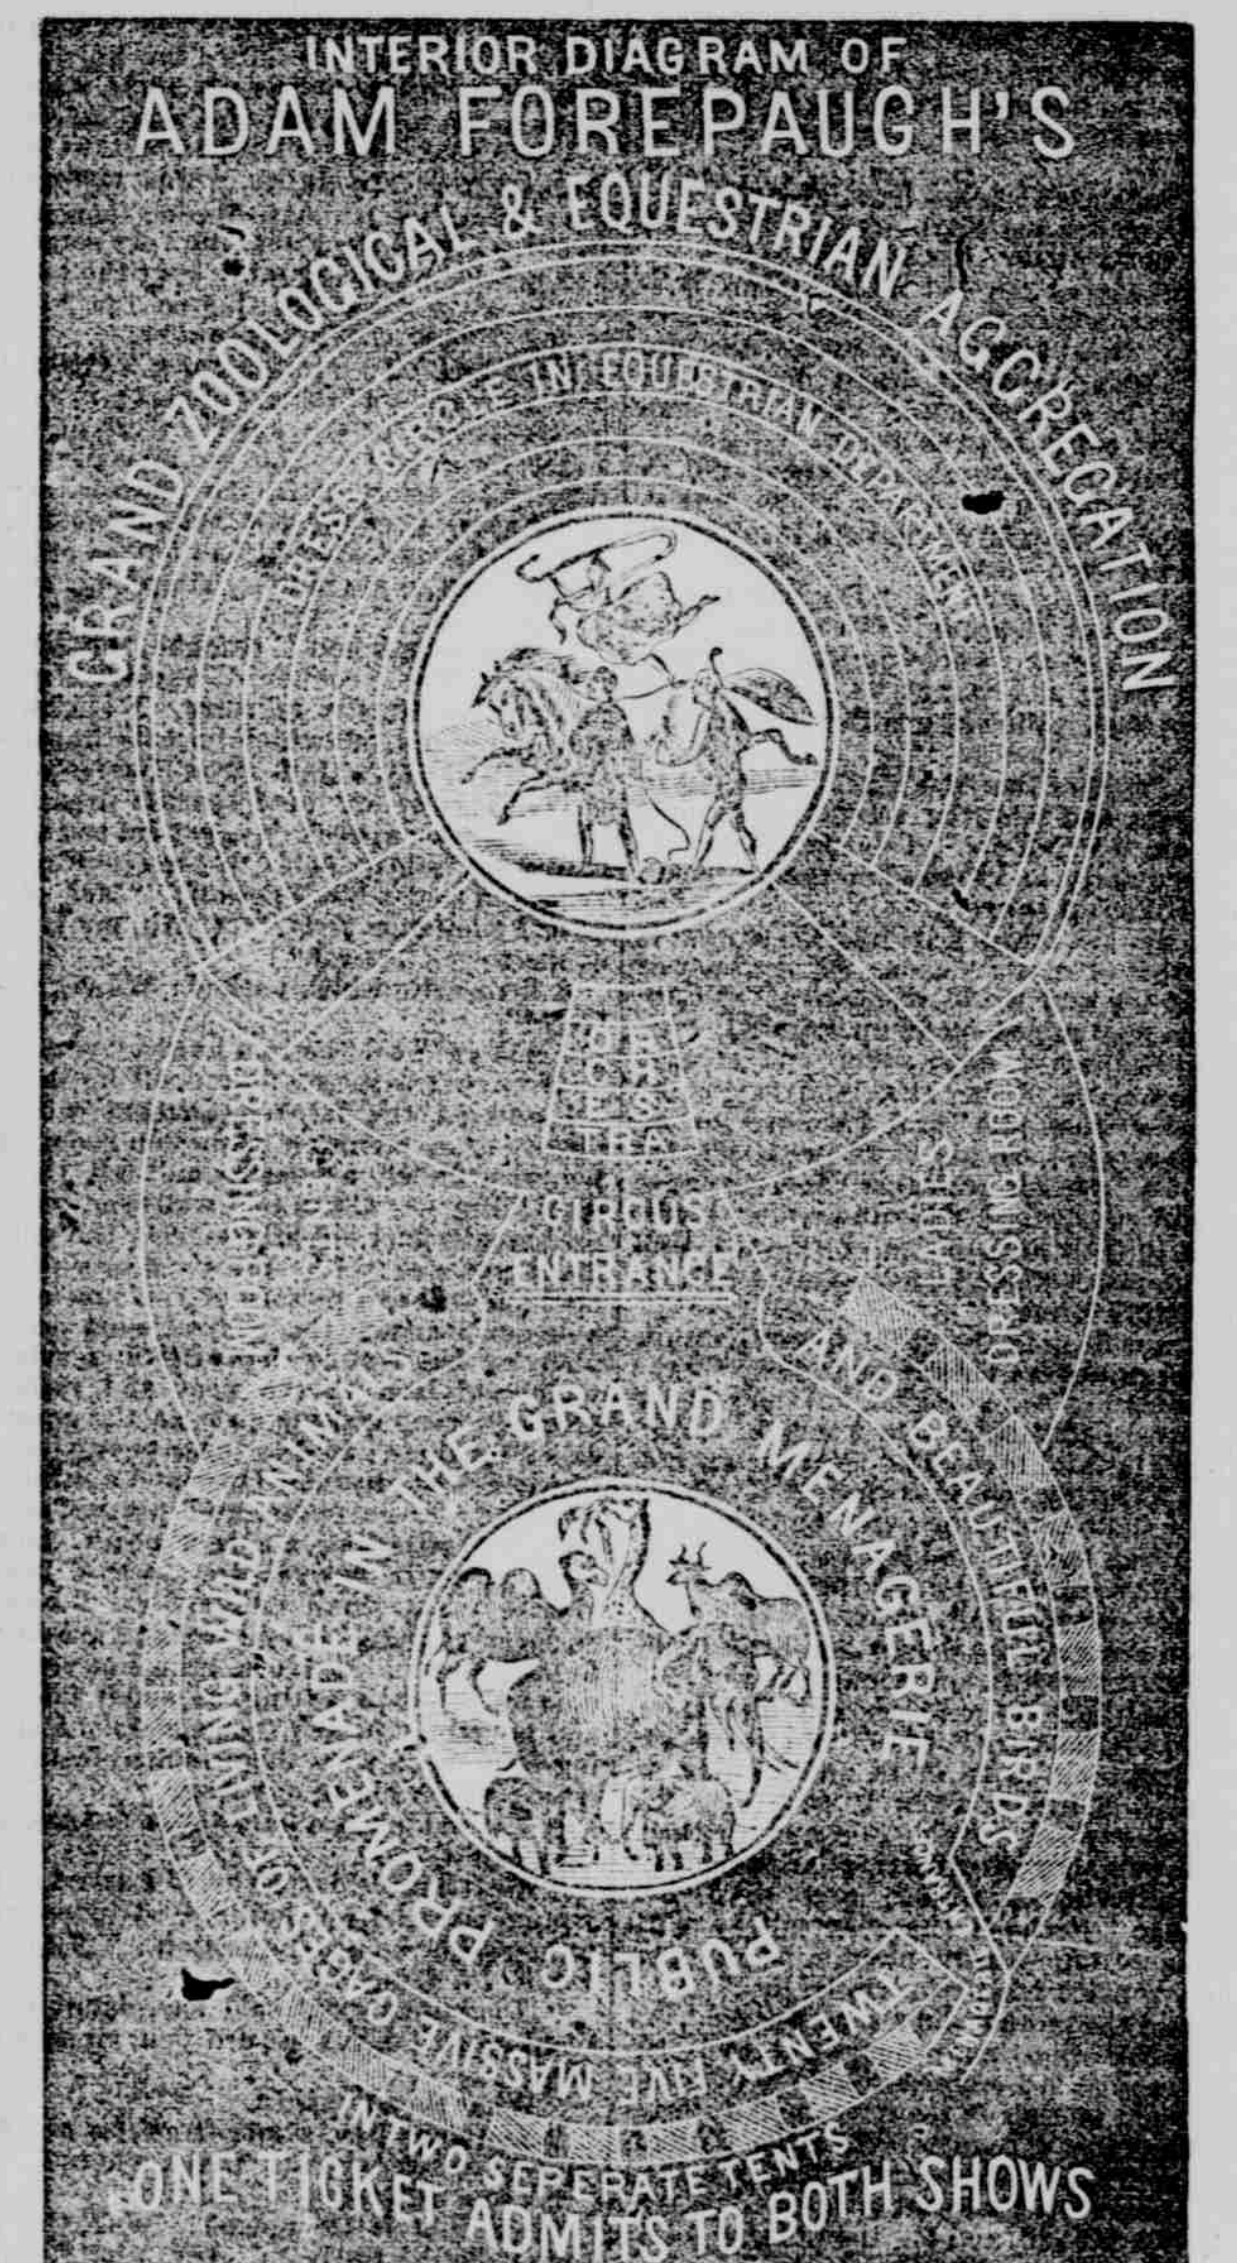 INTERIOR DIAGRAM OF
ADAM FOREPAUGH'S
GRAND ZOOLOGICAL & EQUESTRIAN AGGREGATION
DRESS CIRCLE IN EQUESTRIAN DEPARTMENT
OR
CH
ES
TRA
DRESSING ROOM
GENTS
LADIES
DRESSING ROOM
CIRCUS
ENTRANCE
PUBLIC PROMENADE IN THE GRAND MENAGERIE
TWENTY FIVE MASSIVE CAGES OF LIVING WILD ANIMALS
AND BEAUTIFUL BIRDS
IN TWO SEPERATE TENTS
ONE TICKET ADMITS TO BOTH SHOWS